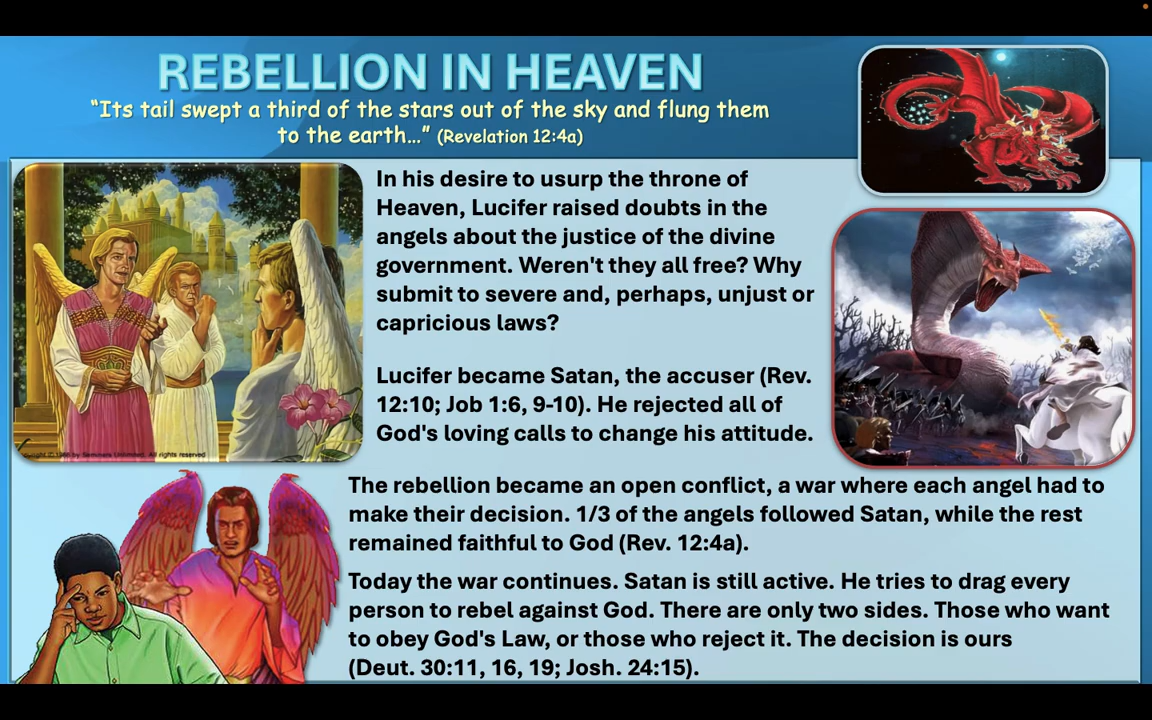 REBELLION IN HEAVEN
“Its tail swept a third of the stars out of the sky and flung them
to the earth…” (Revelation 12:4a)
In his desire to usurp the throne of
Heaven, Lucifer raised doubts in the
angels about the justice of the divine
government. Weren't they all free? Why
submit to severe and, perhaps, unjust or
capricious laws?
Lucifer became Satan, the accuser (Rev.
12:10; Job 1:6, 9-10). He rejected all of
God's loving calls to change his attitude.
The rebellion became an open conflict, a war where each angel had to
make their decision. 1/3 of the angels followed Satan, while the rest
remained faithful to God (Rev. 12:4a).
Today the war continues. Satan is still active. He tries to drag every
person to rebel against God. There are only two sides. Those who want
to obey God's Law, or those who reject it. The decision is ours
(Deut. 30:11, 16, 19; Josh. 24:15).
All rights reserved